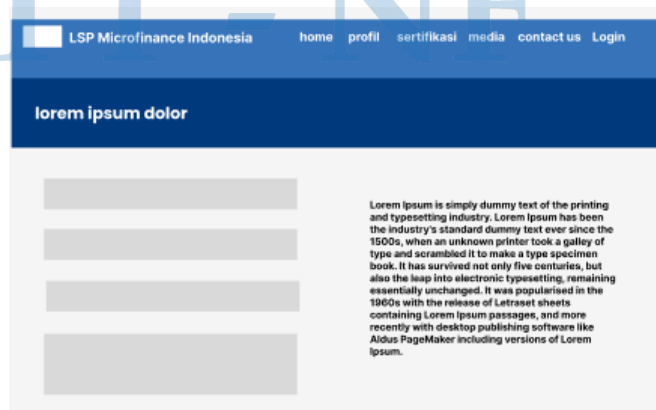 LSP Microfinance Indonesia home profil sertifikasi media contact us Login
lorem ipsum dolor
Lorem Ipsum is simply dummy text of the printing
and typesetting industry. Lorem Ipsum has been
the industry's standard dummy text ever since the
1500s, when an unknown printer took a galley of
type and scrambled it to make a type specimen
book. It has survived not only five centuries, but
also the leap into electronic typesetting, remaining
essentially unchanged. It was popularised in the
1960s with the release of Letraset sheets
containing Lorem Ipsum passages, and more
recently with desktop publishing software like
Aldus PageMaker including versions of Lorem
Ipsum.